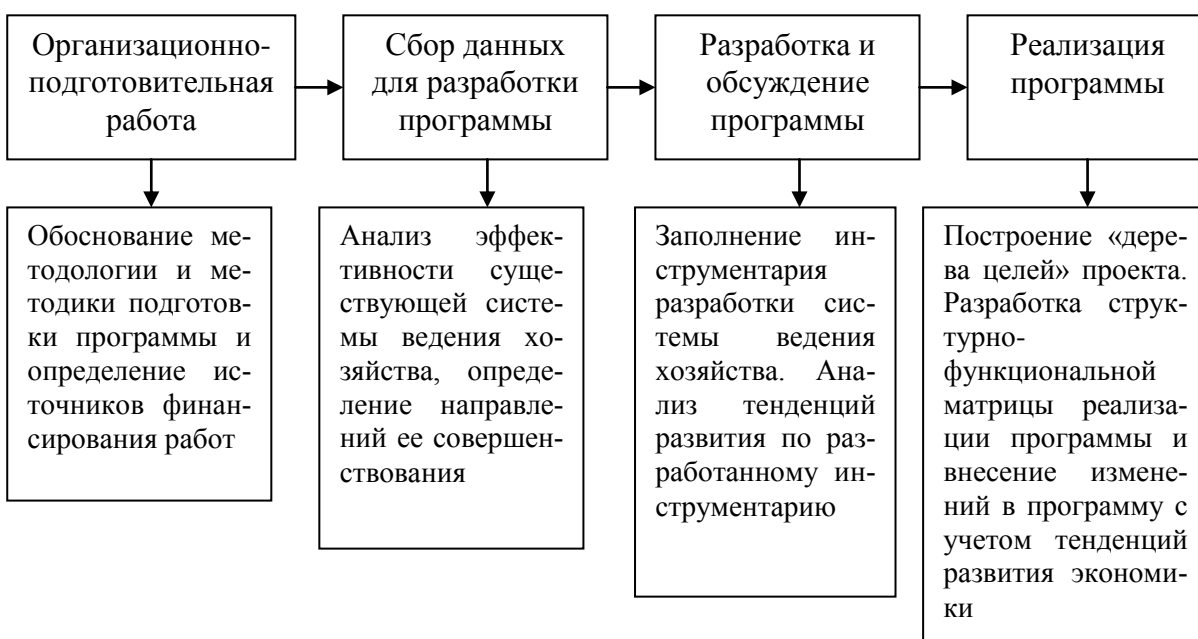 Организационно-
подготовительная
работа
Сбор данных
для разработки
программы
Разработка и
обсуждение
программы
Реализация
программы
Обоснование ме-
тодологии и ме-
тодики подготов-
ки программы и
определение ис-
точников финан-
сирования работ
Анализ эффек-
тивности суще-
ствующей систе-
мы ведения хо-
зяйства, опреде-
ление направле-
ний ее совершен-
ствования
Заполнение ин-
струментария
разработки сис-
темы ведения
хозяйства. Ана-
лиз тенденций
развития по раз-
работанному ин-
струментарию
Построение «дере-
ва целей» проекта.
Разработка струк-
турно-
функциональной
матрицы реализа-
ции программы и
внесение измене-
ний в программу с
учетом тенденций
развития экономи-
ки